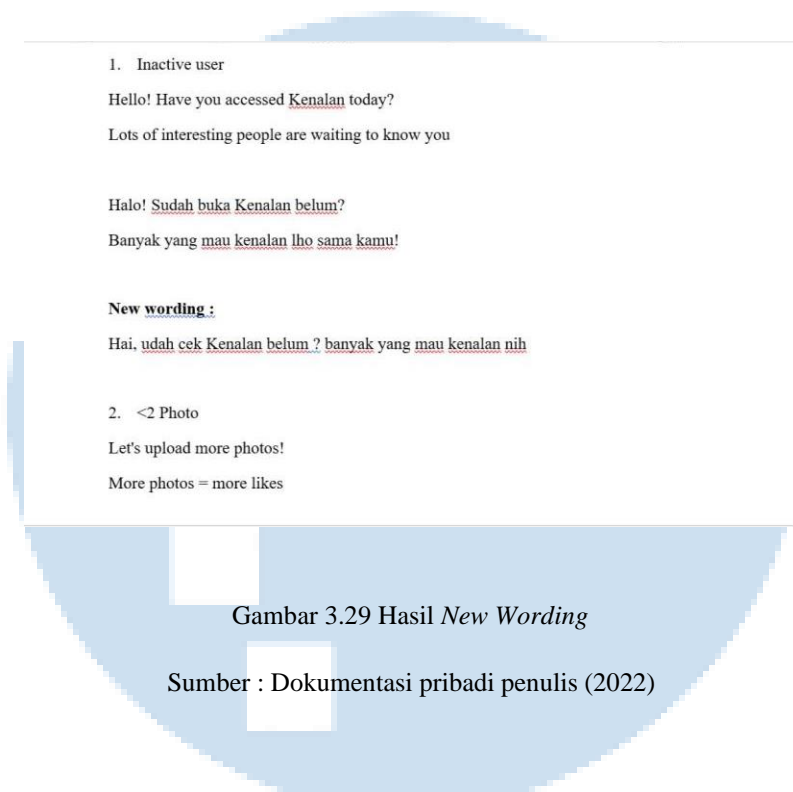 1. Inactive user
Hello! Have you accessed Kenalan today?
Lots of interesting people are waiting to know you
Halo! Sudah buka Kenalan belum?
Banyak yang mau kenalan lho sama kamu!
New wording :
Hai, udah cek Kenalan belum ? banyak yang mau kenalan nih
2. <2 Photo
Let's upload more photos!
More photos = more likes
Gambar 3.29 Hasil New Wording
Sumber : Dokumentasi pribadi penulis (2022)